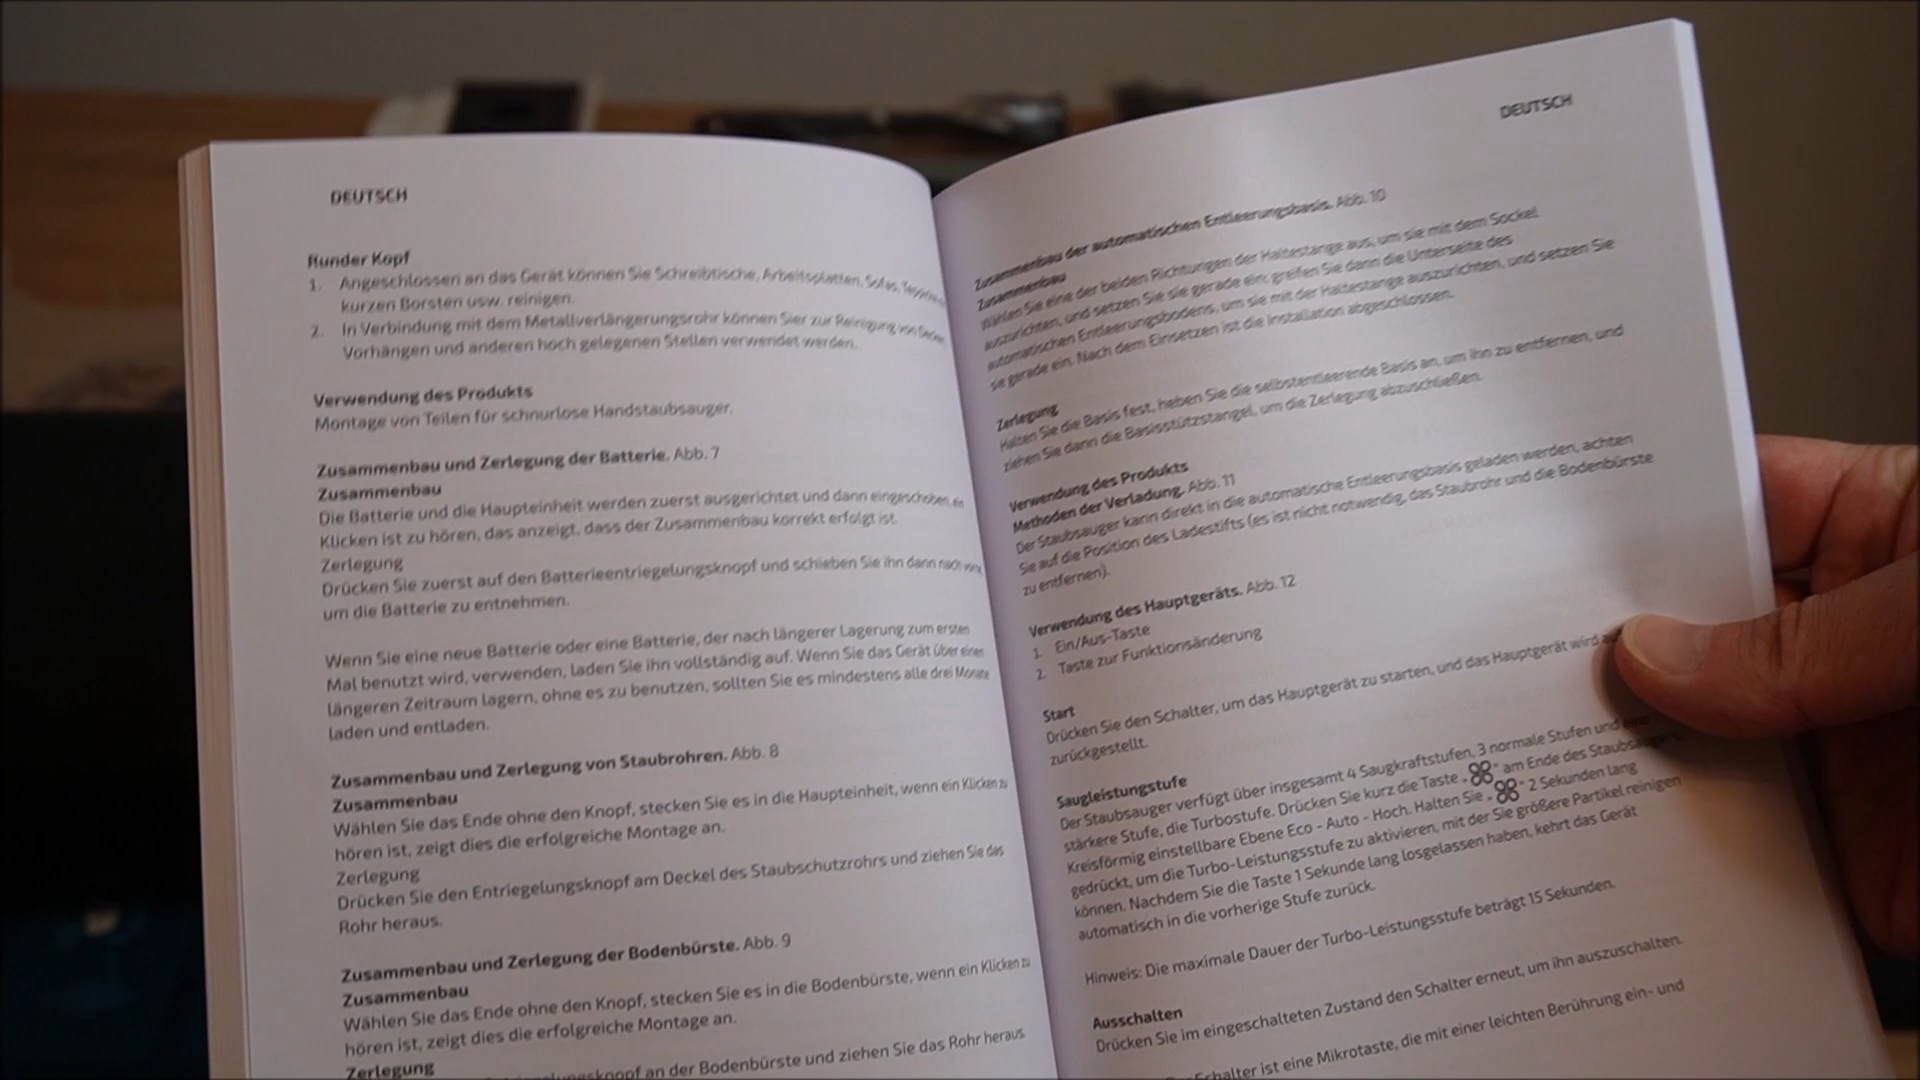 DEUTSCH
Runder Kopf
1. Angeschlossen an das Gerät können Sie Schreibtische, Arbeitsplatten, Sofas,
kurzen Borsten usw. reinigen.
2. In Verbindung mit dem Metallverlängerungsrohr können Sier zur Reinigung von
Vorhängen und anderen hoch gelegenen Stellen verwendet werden.
Verwendung des Produkts
Montage von Teilen für schnurlose Handstaubsauger.
Zusammenbau und Zerlegung der Batterie. Abb. 7
Zusammenbau
Die Batterie und die Haupteinheit werden zuerst ausgerichtet und dann eingeschoben, ein
Klicken ist zu hören, das anzeigt, dass der Zusammenbau korrekt erfolgt ist.
Zerlegung
Drücken Sie zuerst auf den Batterieentriegelungsknopf und schieben Sie ihn dann nach vorne,
um die Batterie zu entnehmen.
Wenn Sie eine neue Batterie oder eine Batterie, der nach längerer Lagerung zum ersten
Mal benutzt wird, verwenden, laden Sie ihn vollständig auf. Wenn Sie das Gerät über einen
längeren Zeitraum lagern, ohne es zu benutzen, sollten Sie es mindestens alle drei Monate
laden und entladen.
Zusammenbau und Zerlegung von Staubrohren. Abb. 8
Zusammenbau
Wählen Sie das Ende ohne den Knopf, stecken Sie es in die Haupteinheit, wenn ein Klicken zu
hören ist, zeigt dies die erfolgreiche Montage an.
Zerlegung
Drücken Sie den Entriegelungsknopf am Deckel des Staubschutzrohrs und ziehen Sie das
Rohr heraus.
Zusammenbau und Zerlegung der Bodenbürste. Abb. 9
Zusammenbau
Wählen Sie das Ende ohne den Knopf, stecken Sie es in die Bodenbürste, wenn ein Klicken zu
hören ist, zeigt dies die erfolgreiche Montage an.
Zerlegung
an der Bodenbürste und ziehen Sie das Rohr heraus.
DEUTSCH
Zusammenbau der automatischen Entleerungsbasis. Abb. 10
Zusammenbau
Wählen Sie eine der beiden Richtungen der Haltestange aus, um sie mit dem Sockel
auszurichten, und setzen Sie sie gerade ein; greifen Sie dann die Unterseite des
automatischen Entleerungsbodens, um sie mit der Haltestange auszurichten, und setzen Sie
sie gerade ein. Nach dem Einsetzen ist die Installation abgeschlossen.
Zerlegung
Halten Sie die Basis fest, heben Sie die selbstentleerende Basis an, um ihn zu entfernen, und
ziehen Sie dann die Basisstützstangel, um die Zerlegung abzuschließen.
Verwendung des Produkts
Methoden der Verladung. Abb. 11
Der Staubsauger kann direkt in die automatische Entleerungsbasis geladen werden, achten
Sie auf die Position des Ladestifts (es ist nicht notwendig, das Staubrohr und die Bodenbürste
zu entfernen).
Verwendung des Hauptgeräts. Abb. 12
1. Ein/Aus-Taste
2. Taste zur Funktionsänderung
Start
Drücken Sie den Schalter, um das Hauptgerät zu starten, und das Hauptgerät wird
zurückgestellt.
Saugleistungstufe
Der Staubsauger verfügt über insgesamt 4 Saugkraftstufen, 3 normale Stufen und eine
stärkere Stufe, die Turbostufe. Drücken Sie kurz die Taste „ “ am Ende des Staubsaugers.
Kreisförmig einstellbare Ebene Eco - Auto - Hoch. Halten Sie „ “ 2 Sekunden lang
gedrückt, um die Turbo-Leistungsstufe zu aktivieren, mit der Sie größere Partikel reinigen
können. Nachdem Sie die Taste 1 Sekunde lang losgelassen haben, kehrt das Gerät
automatisch in die vorherige Stufe zurück.
Hinweis: Die maximale Dauer der Turbo-Leistungsstufe beträgt 15 Sekunden.
Ausschalten
Drücken Sie im eingeschalteten Zustand den Schalter erneut, um ihn auszuschalten.
Schalter ist eine Mikrotaste, die mit einer leichten Berührung ein- und